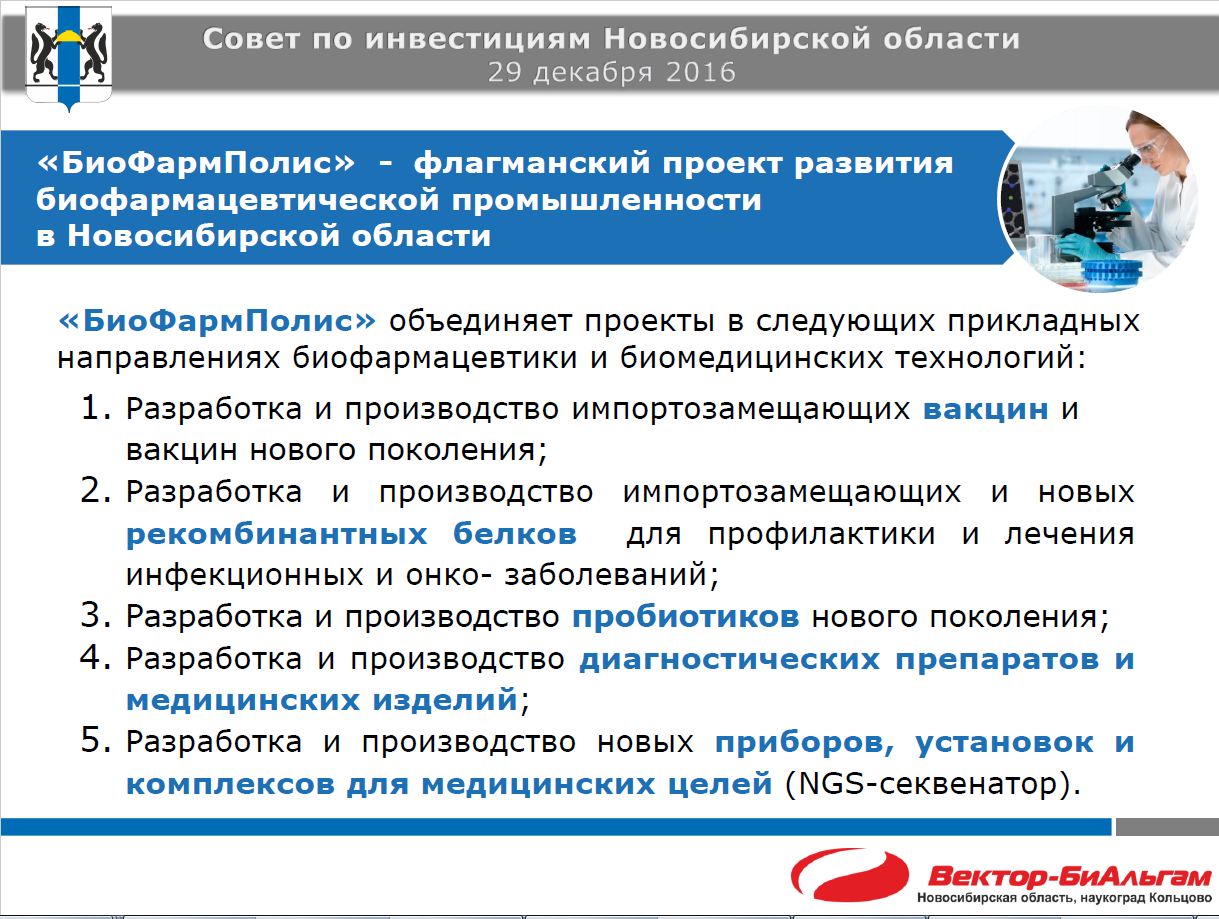 Совет по инвестициям Новосибирской области
29 декабря 2016
«БиоФармПолис» - флагманский проект развития
биофармацевтической промышленности
в Новосибирской области
«БиоФармПолис» объединяет проекты в следующих прикладных
направлениях биофармацевтики и биомедицинских технологий:
1. Разработка и производство импортозамещающих вакцин и
вакцин нового поколения;
2. Разработка и производство импортозамещающих и новых
рекомбинантных белков для профилактики и лечения
инфекционных и онко- заболеваний;
3. Разработка и производство пробиотиков нового поколения;
4. Разработка и производство диагностических препаратов и
медицинских изделий;
5. Разработка и производство новых приборов, установок и
комплексов для медицинских целей (NGS-секвенатор).
Вектор-БиАльгам
Новосибирская область, наукоград Кольцово